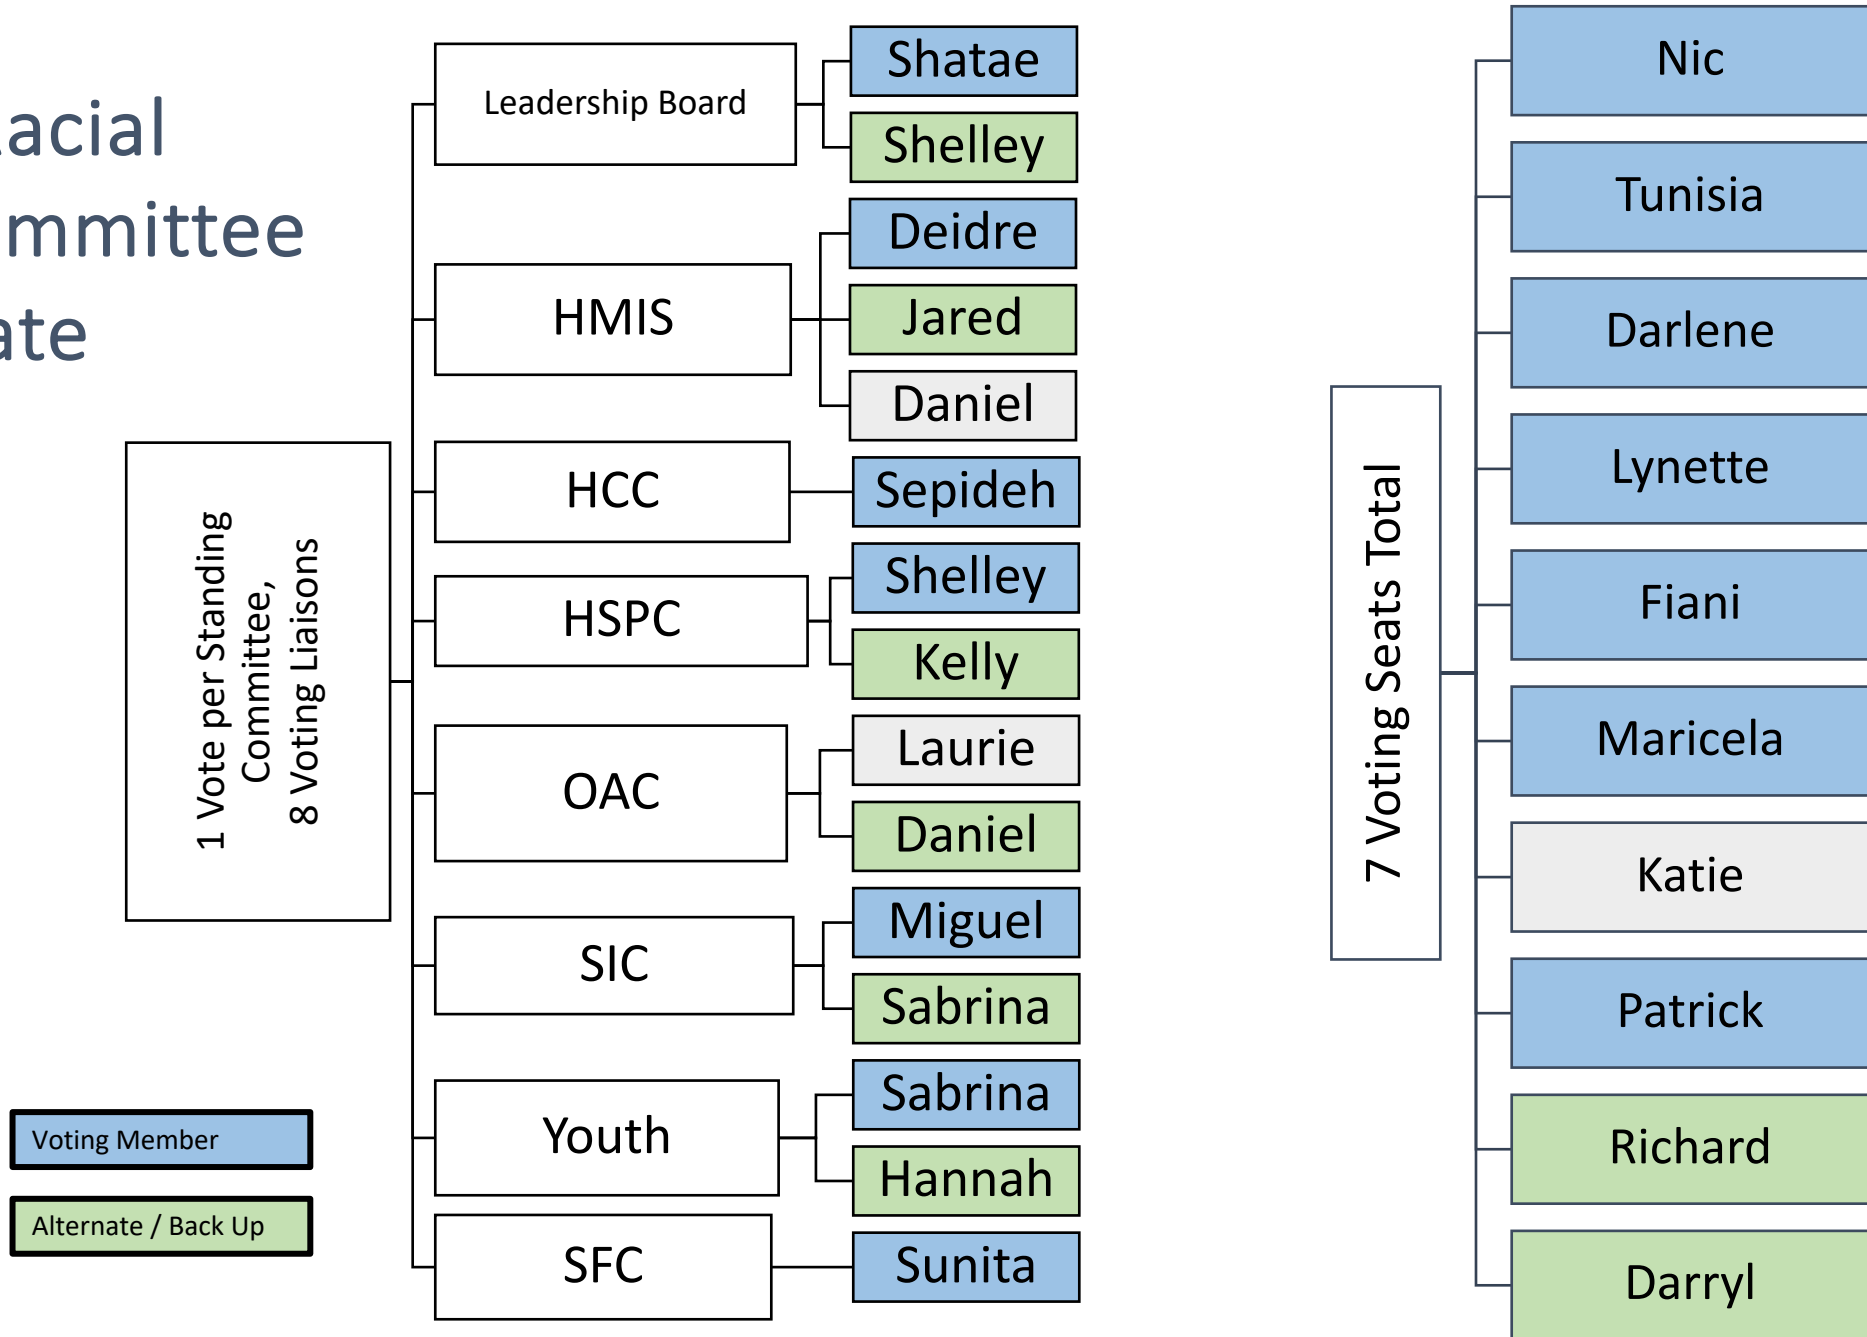 acial
mmittee
ate
1 Vote per Standing
Committee,
8 Voting Liaisons
Leadership Board
Shatae
Shelley
HMIS
Deidre
Jared
Daniel
HCC
Sepideh
HSPC
Shelley
Kelly
OAC
Laurie
Daniel
SIC
Miguel
Sabrina
Youth
Sabrina
Hannah
SFC
Sunita
Voting Member
Alternate / Back Up
7 Voting Seats Total
Nic
Tunisia
Darlene
Lynette
Fiani
Maricela
Katie
Patrick
Richard
Darryl